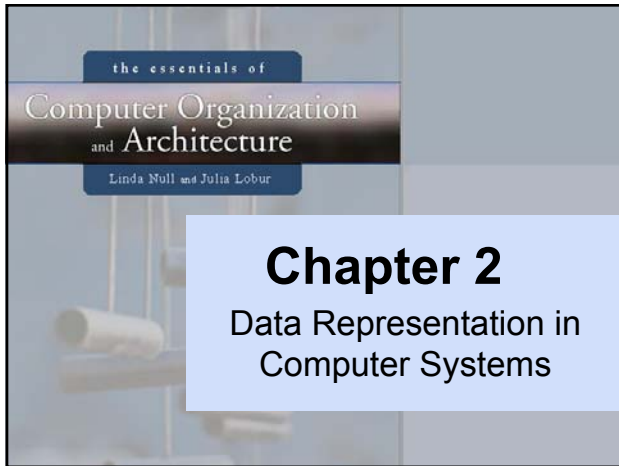 the essentials of
Computer Organization
and Architecture
Linda Null and Julia Lobur
Chapter 2
Data Representation in
Computer Systems